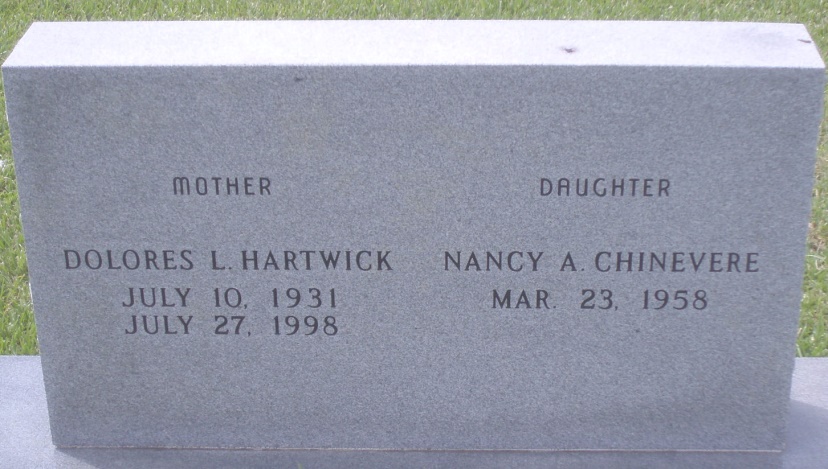 MOTHER
DOLORES L. HARTWICK
JULY 10, 1931
JULY 27, 1998
DAUGHTER
NANCY A. CHINEVERE
MAR. 23, 1958